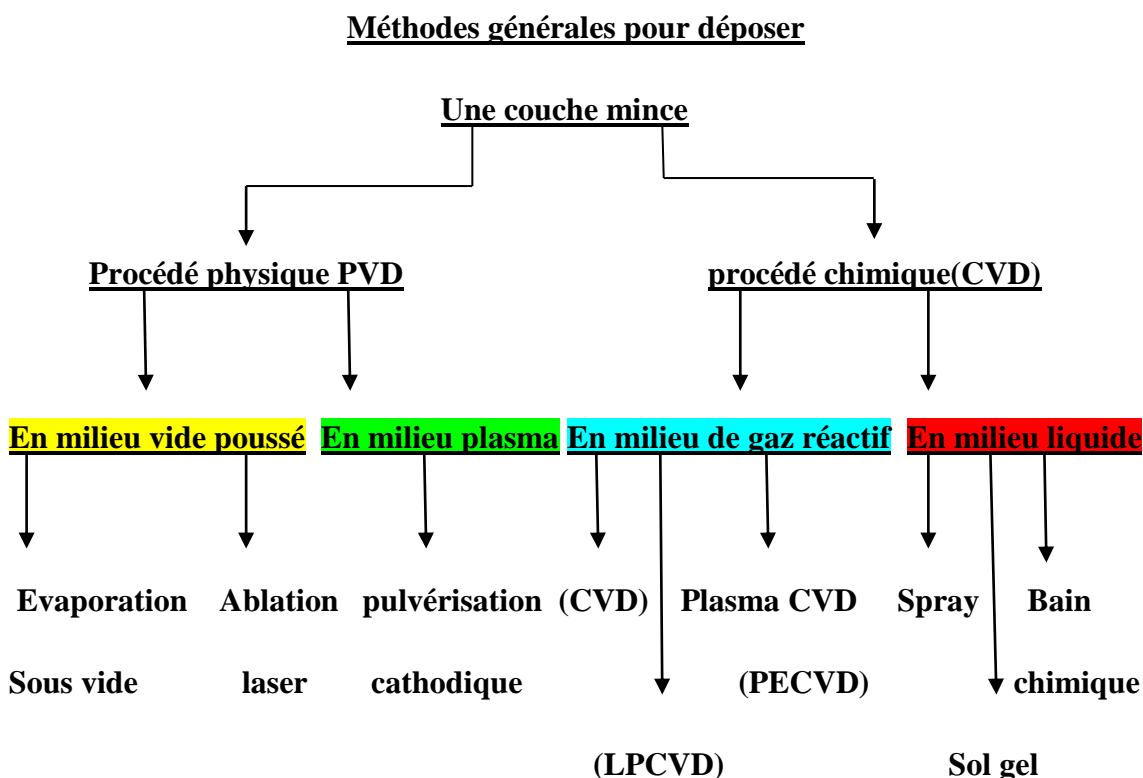 Méthodes générales pour déposer
Une couche mince
Procédé physique PVD procédé chimique(CVD)
En milieu vide poussé En milieu plasma En milieu de gaz réactif En milieu liquide
Evaporation Ablation pulvérisation (CVD) Plasma CVD Spray Bain
Sous vide laser cathodique (PECVD) chimique
(LPCVD) Sol gel